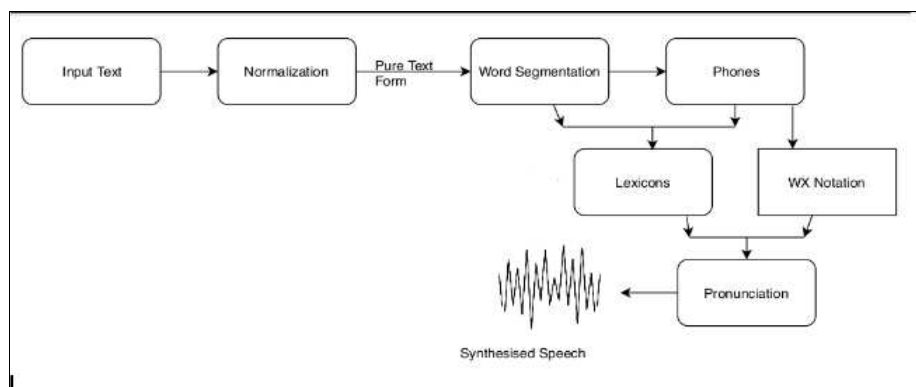 Input Text
Normalization
Pure Text
Form
Word Segmentation
Phones
Lexicons
WX Notation
Pronunciation
Synthesised Speech